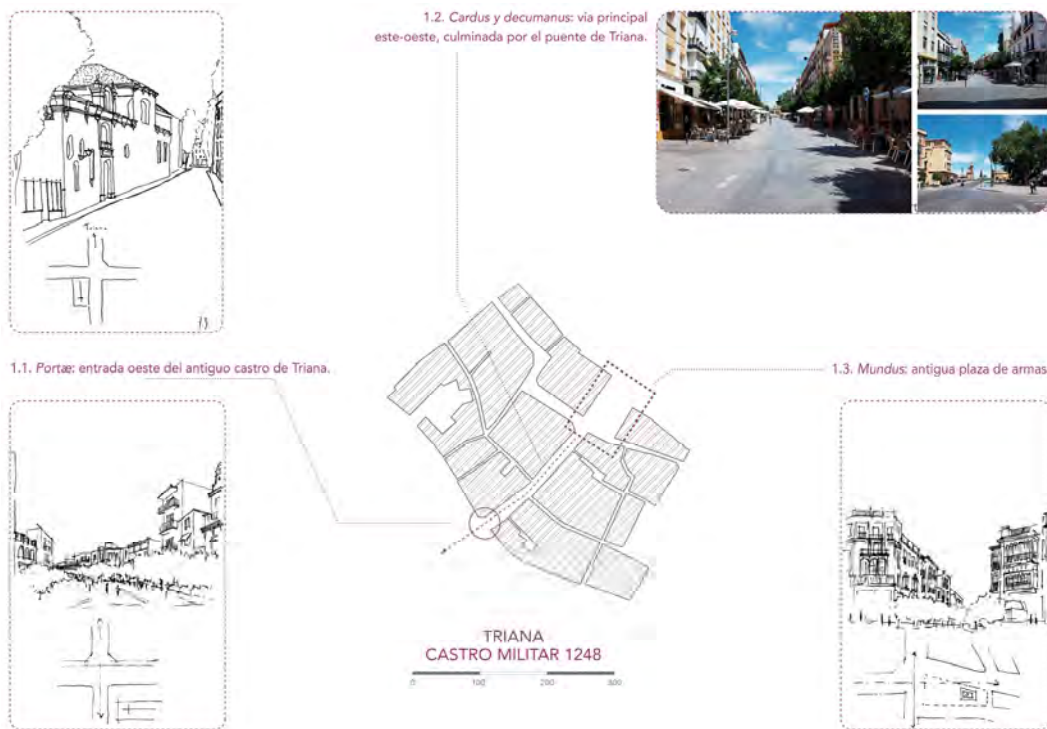 1.2. Cardus y decumanus: vía principal
este-oeste, culminada por el puente de Triana.
Triana
1.1. Portæ: entrada oeste del antiguo castro de Triana.
1.3. Mundus: antigua plaza de armas
TRIANA
CASTRO MILITAR 1248
0 100 200 300